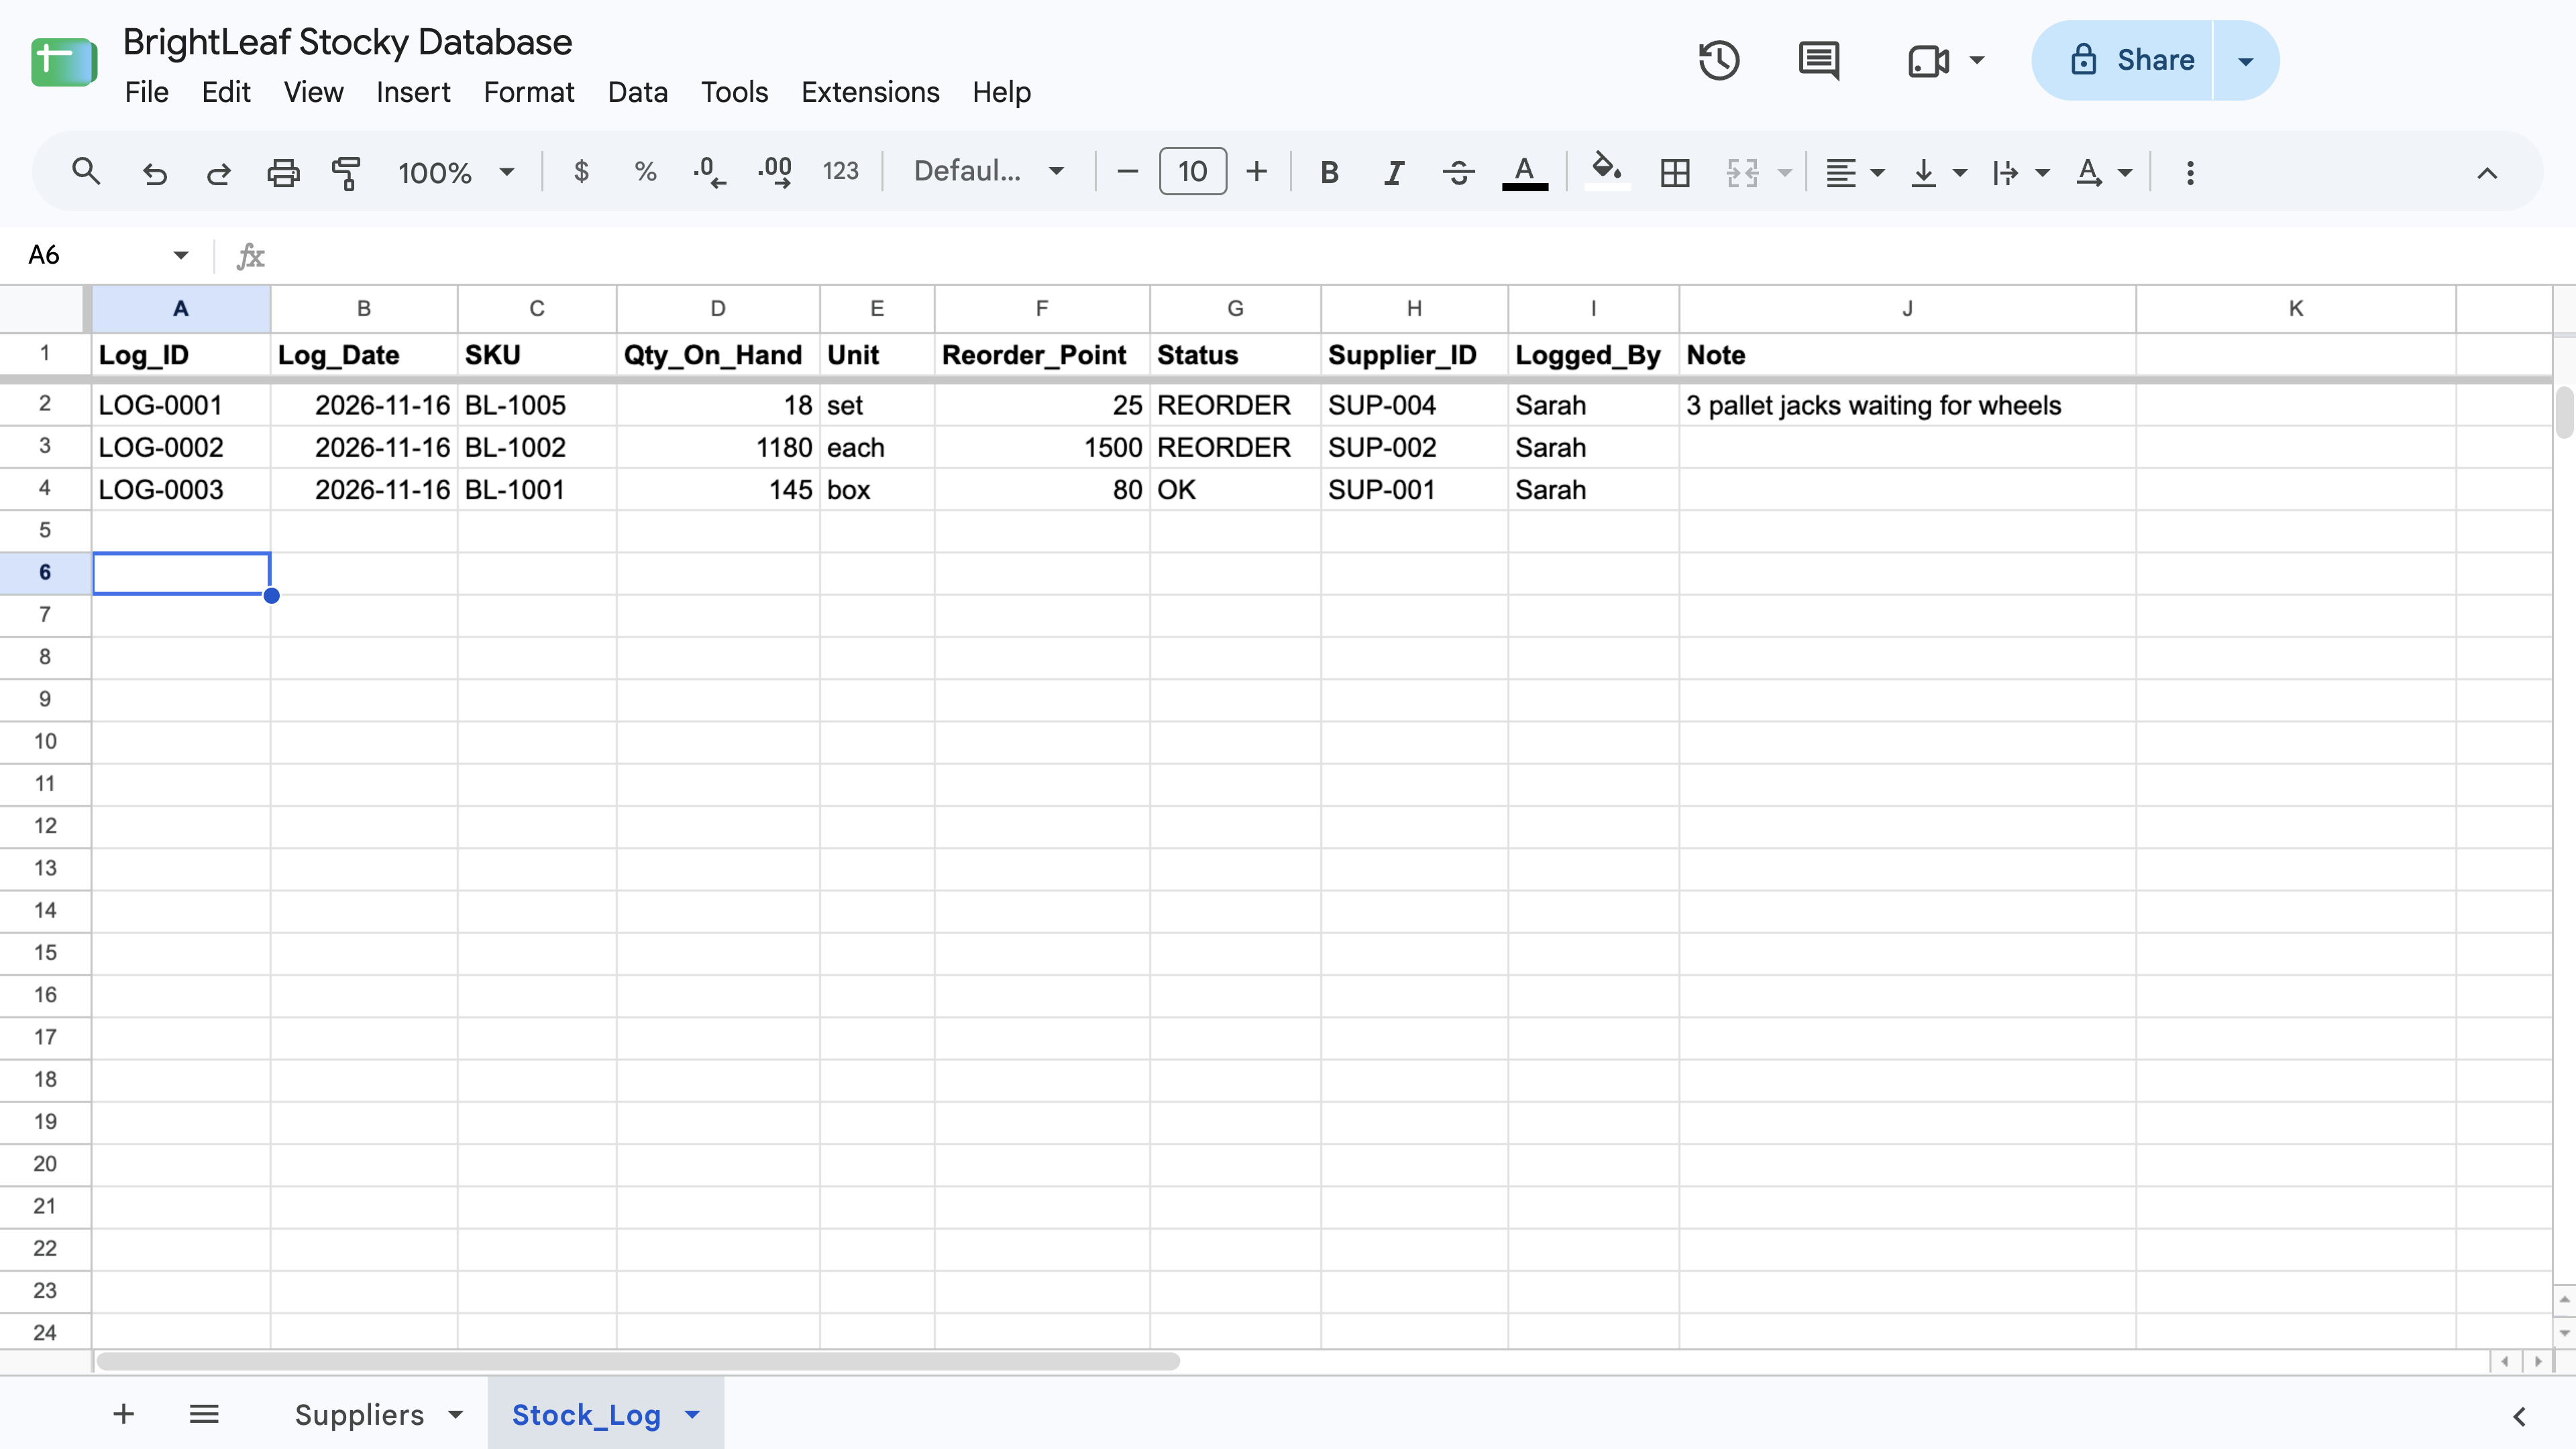 BrightLeaf Stocky Database
File Edit View Insert Format Data Tools Extensions Help
Share
100% $ % .0 .00 123 Defaul... 10 B I A A
A6 fx
A B C D E F G H I J K
1 Log_ID Log_Date SKU Qty_On_Hand Unit Reorder_Point Status Supplier_ID Logged_By Note
2 LOG-0001 2026-11-16 BL-1005 18 set 25 REORDER SUP-004 Sarah 3 pallet jacks waiting for wheels
3 LOG-0002 2026-11-16 BL-1002 1180 each 1500 REORDER SUP-002 Sarah
4 LOG-0003 2026-11-16 BL-1001 145 box 80 OK SUP-001 Sarah
5
6
7
8
9
10
11
12
13
14
15
16
17
18
19
20
21
22
23
24
Suppliers Stock_Log